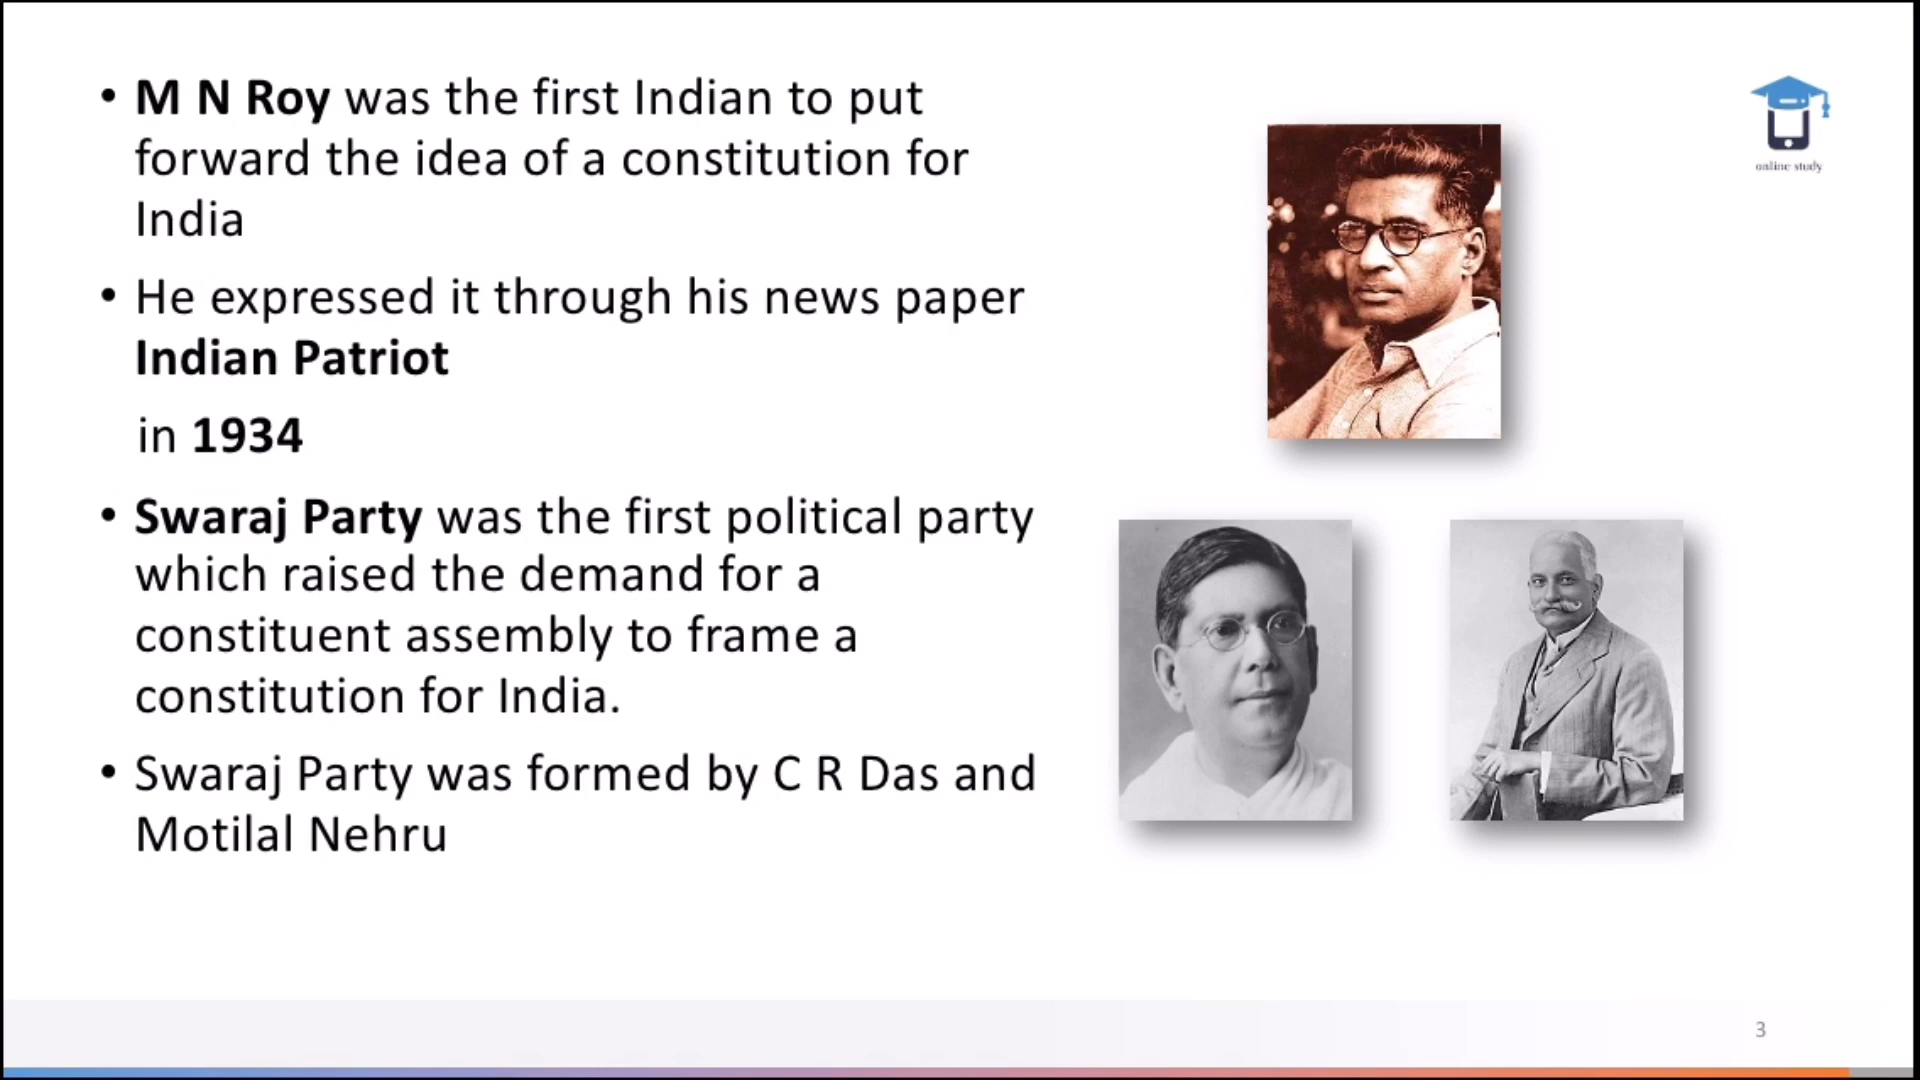 • M N Roy was the first Indian to put
forward the idea of a constitution for
India
• He expressed it through his news paper
Indian Patriot
in 1934
• Swaraj Party was the first political party
which raised the demand for a
constituent assembly to frame a
constitution for India.
• Swaraj Party was formed by C R Das and
Motilal Nehru
online study
3